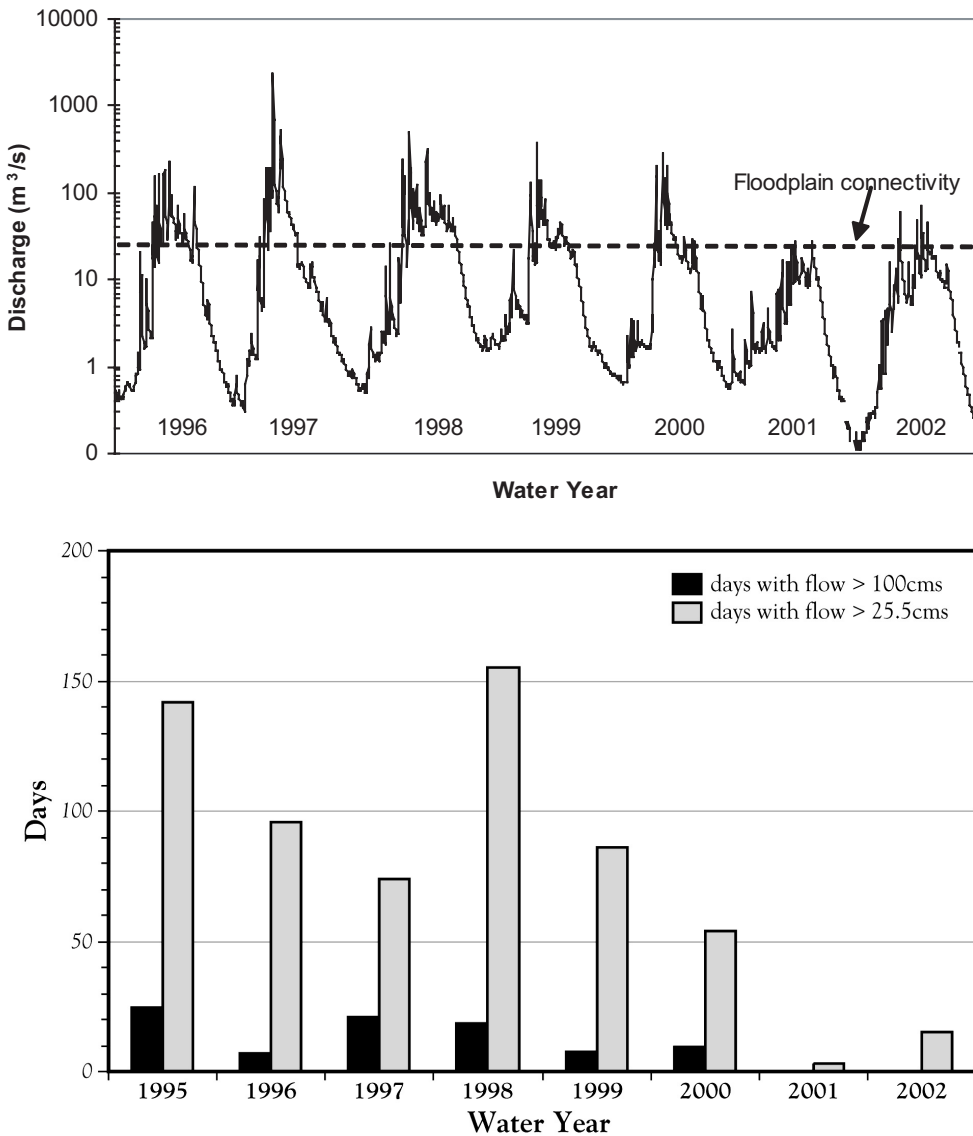 10000
1000
100
10
1
0
Discharge (m³/s)
Floodplain connectivity
1996 1997 1998 1999 2000 2001 2002
Water Year
200
150
100
50
0
Days
days with flow > 100cms
days with flow > 25.5cms
1995 1996 1997 1998 1999 2000 2001 2002
Water Year